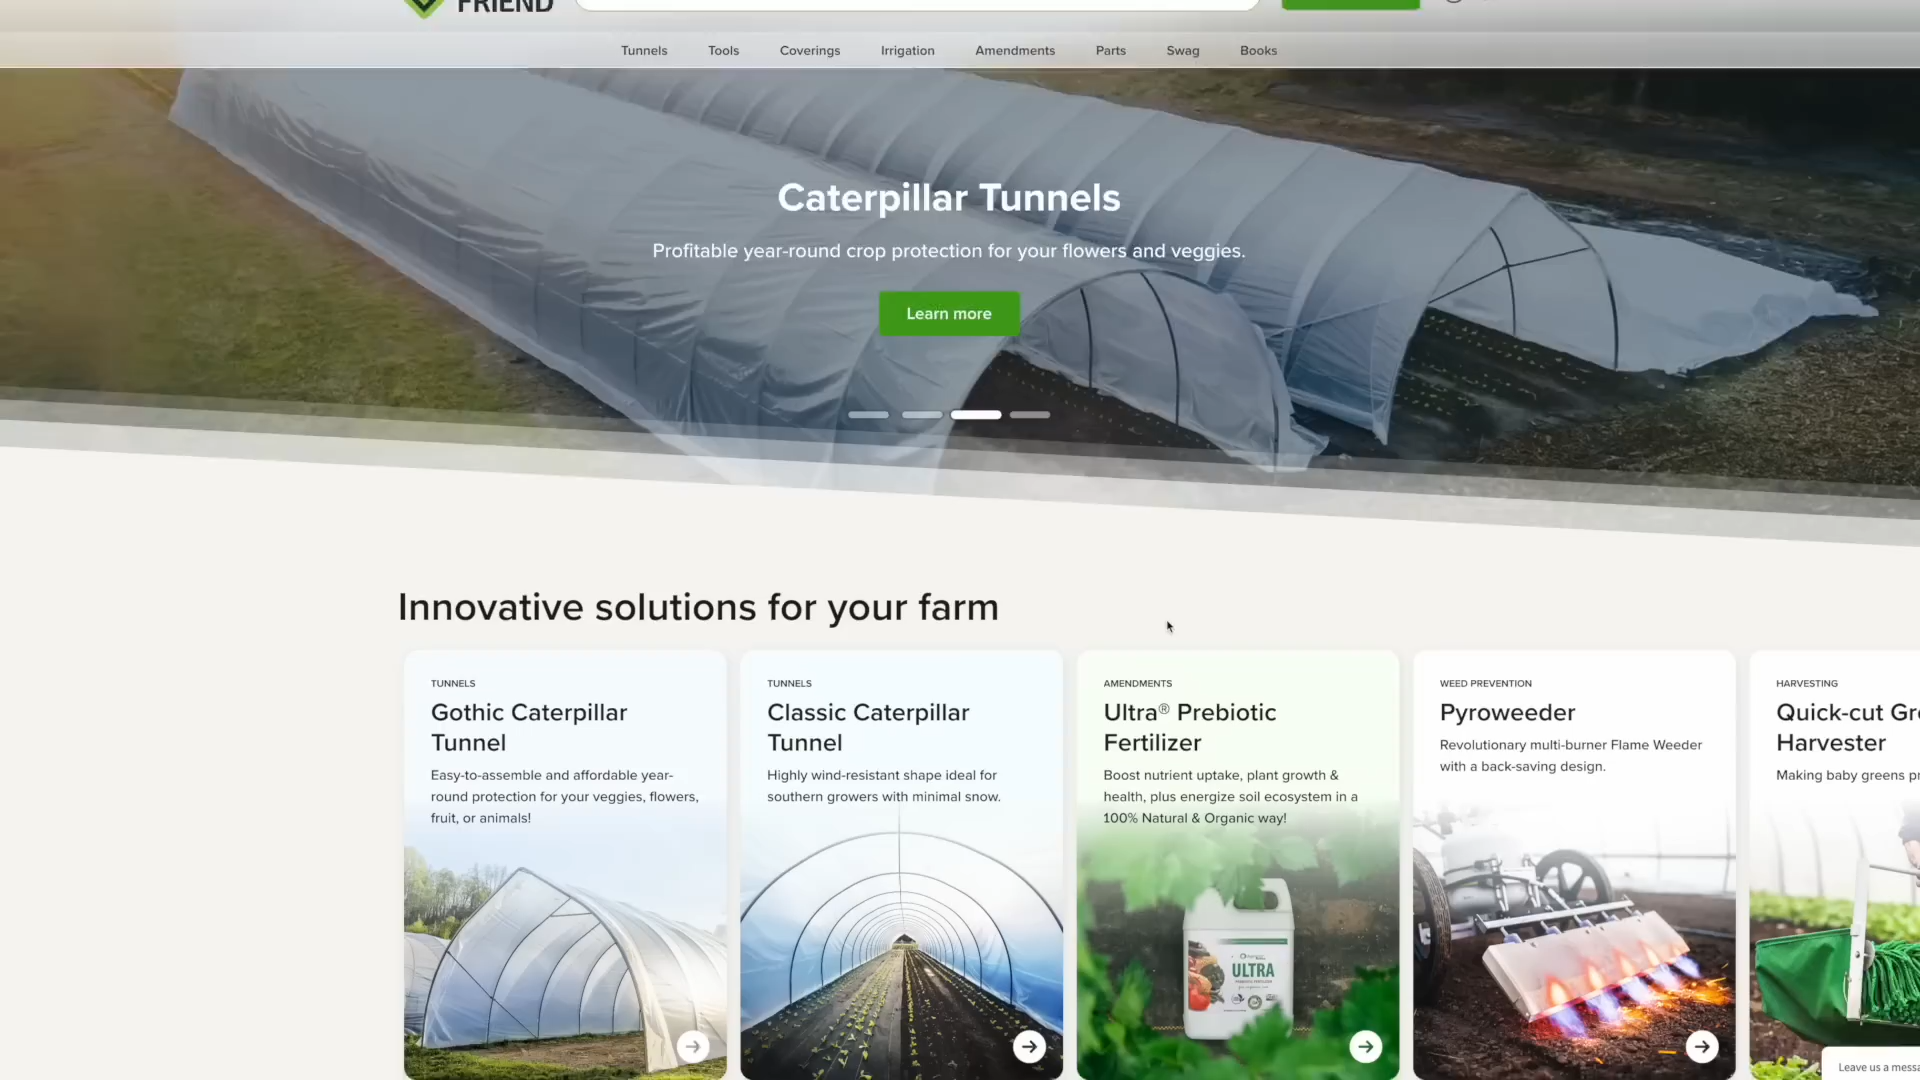 FRIEND
Tunnels Tools Coverings Irrigation Amendments Parts Swag Books
Caterpillar Tunnels
Profitable year-round crop protection for your flowers and veggies.
Learn more
Innovative solutions for your farm
TUNNELS
Gothic Caterpillar
Tunnel
Easy-to-assemble and affordable year-
round protection for your veggies, flowers,
fruit, or animals!
TUNNELS
Classic Caterpillar
Tunnel
Highly wind-resistant shape ideal for
southern growers with minimal snow.
AMENDMENTS
Ultra® Prebiotic
Fertilizer
Boost nutrient uptake, plant growth &
health, plus energize soil ecosystem in a
100% Natural & Organic way!
ULTRA
WEED PREVENTION
Pyroweeder
Revolutionary multi-burner Flame Weeder
with a back-saving design.
HARVESTING
Quick-cut Gr
Harvester
Making baby greens p
Leave us a messa